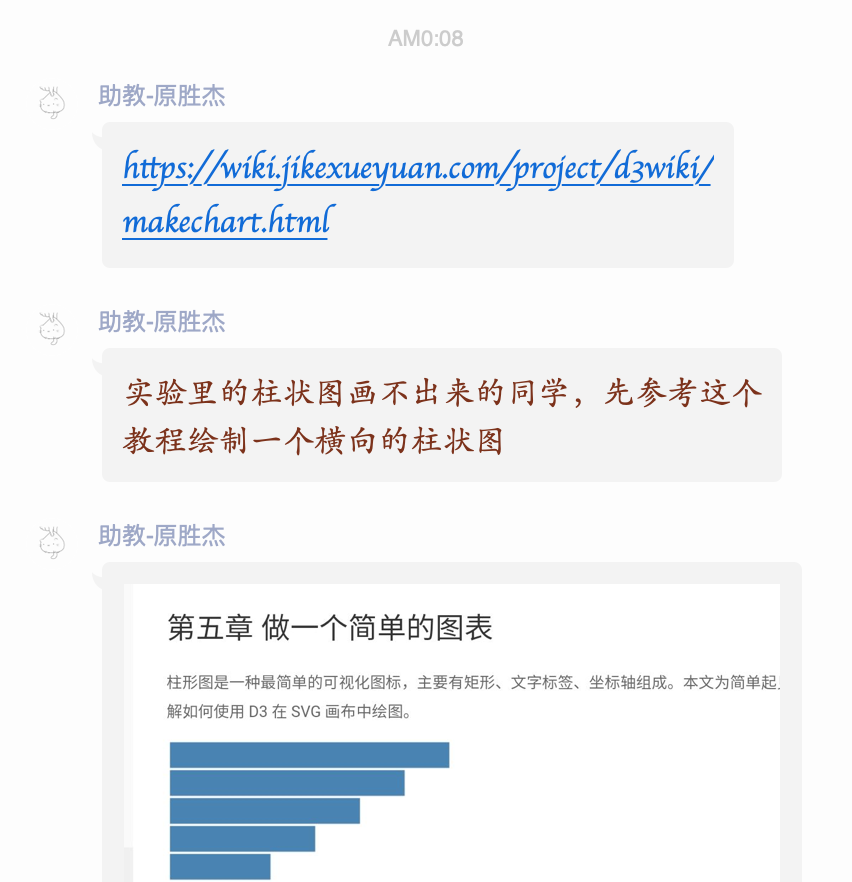 AM0:08
助教-原胜杰
https://wiki.jikexueyuan.com/project/d3wiki/
makechart.html
助教-原胜杰
实验里的柱状图画不出来的同学，先参考这个
教程绘制一个横向的柱状图
助教-原胜杰
第五章 做一个简单的图表
柱形图是一种最简单的可视化图标，主要有矩形、文字标签、坐标轴组成。本文为简单起
解如何使用 D3 在 SVG 画布中绘图。